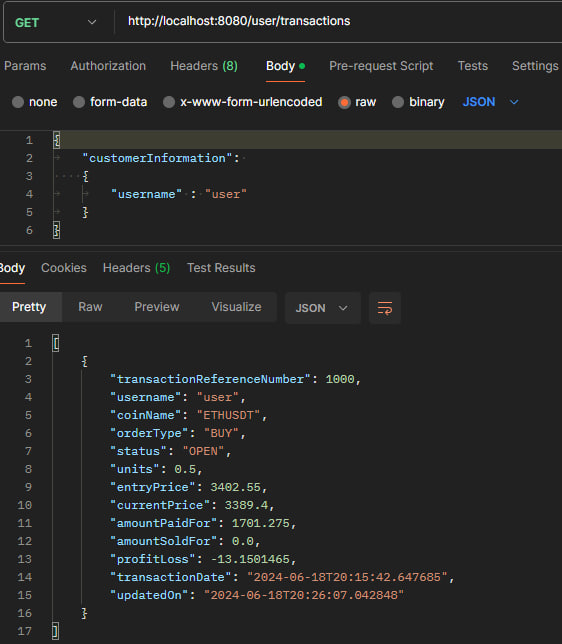 GET http://localhost:8080/user/transactions
Params Authorization Headers (8) Body Pre-request Script Tests Settings
none form-data x-www-form-urlencoded raw binary JSON
1 {
2 "customerInformation":
3 {
4 "username" : "user"
5 }
6 }
Body Cookies Headers (5) Test Results
Pretty Raw Preview Visualize JSON
1 [
2 {
3 "transactionReferenceNumber": 1000,
4 "username": "user",
5 "coinName": "ETHUSDT",
6 "orderType": "BUY",
7 "status": "OPEN",
8 "units": 0.5,
9 "entryPrice": 3402.55,
10 "currentPrice": 3389.4,
11 "amountPaidFor": 1701.275,
12 "amountSoldFor": 0.0,
13 "profitLoss": -13.1501465,
14 "transactionDate": "2024-06-18T20:15:42.647685",
15 "updatedOn": "2024-06-18T20:26:07.042848"
16 }
17 ]